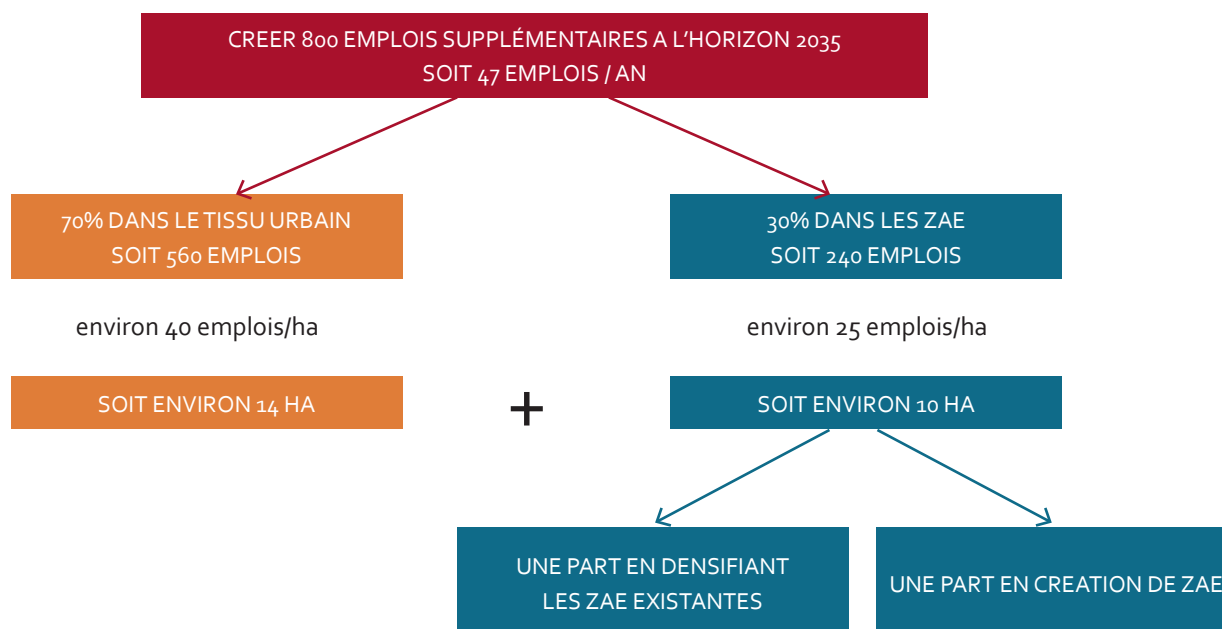 CREER 800 EMPLOIS SUPPLÉMENTAIRES A L'HORIZON 2035
SOIT 47 EMPLOIS / AN
70% DANS LE TISSU URBAIN
SOIT 560 EMPLOIS
30% DANS LES ZAE
SOIT 240 EMPLOIS
environ 40 emplois/ha
environ 25 emplois/ha
SOIT ENVIRON 14 HA
+
SOIT ENVIRON 10 HA
UNE PART EN DENSIFIANT
LES ZAE EXISTANTES
UNE PART EN CREATION DE ZAE